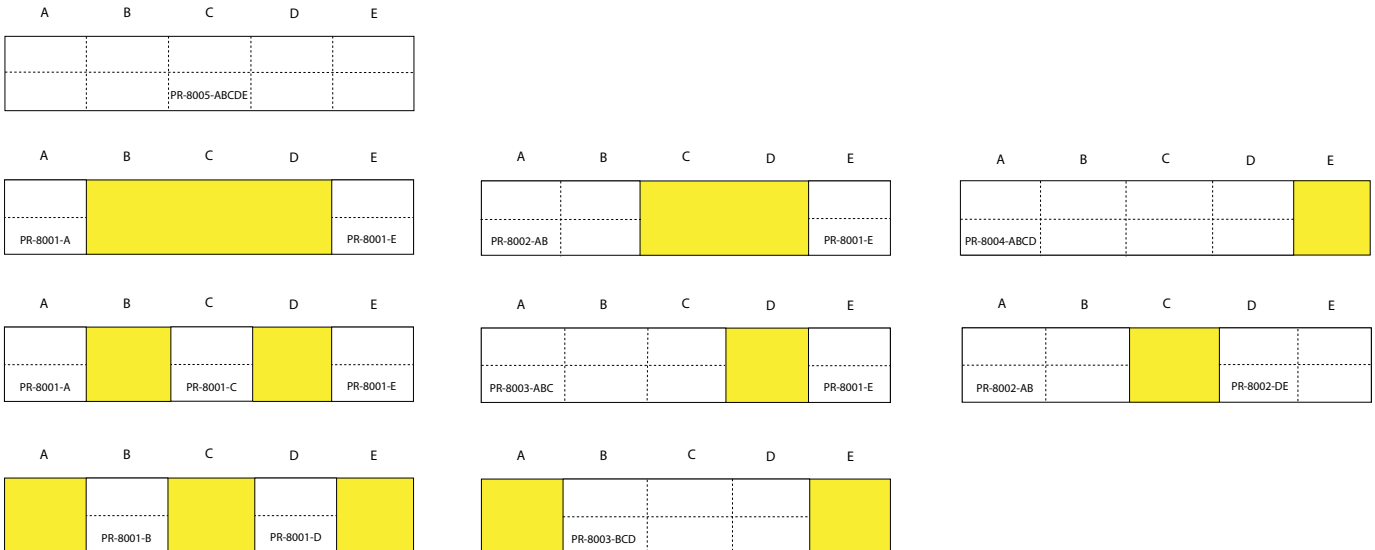 A B C D E
PR-8005-ABCDE
A B C D E
PR-8001-A PR-8001-E
A B C D E
PR-8002-AB PR-8001-E
A B C D E
PR-8004-ABCD
A B C D E
PR-8001-A PR-8001-C PR-8001-E
A B C D E
PR-8003-ABC PR-8001-E
A B C D E
PR-8002-AB PR-8002-DE
A B C D E
PR-8001-B PR-8001-D
A B C D E
PR-8003-BCD